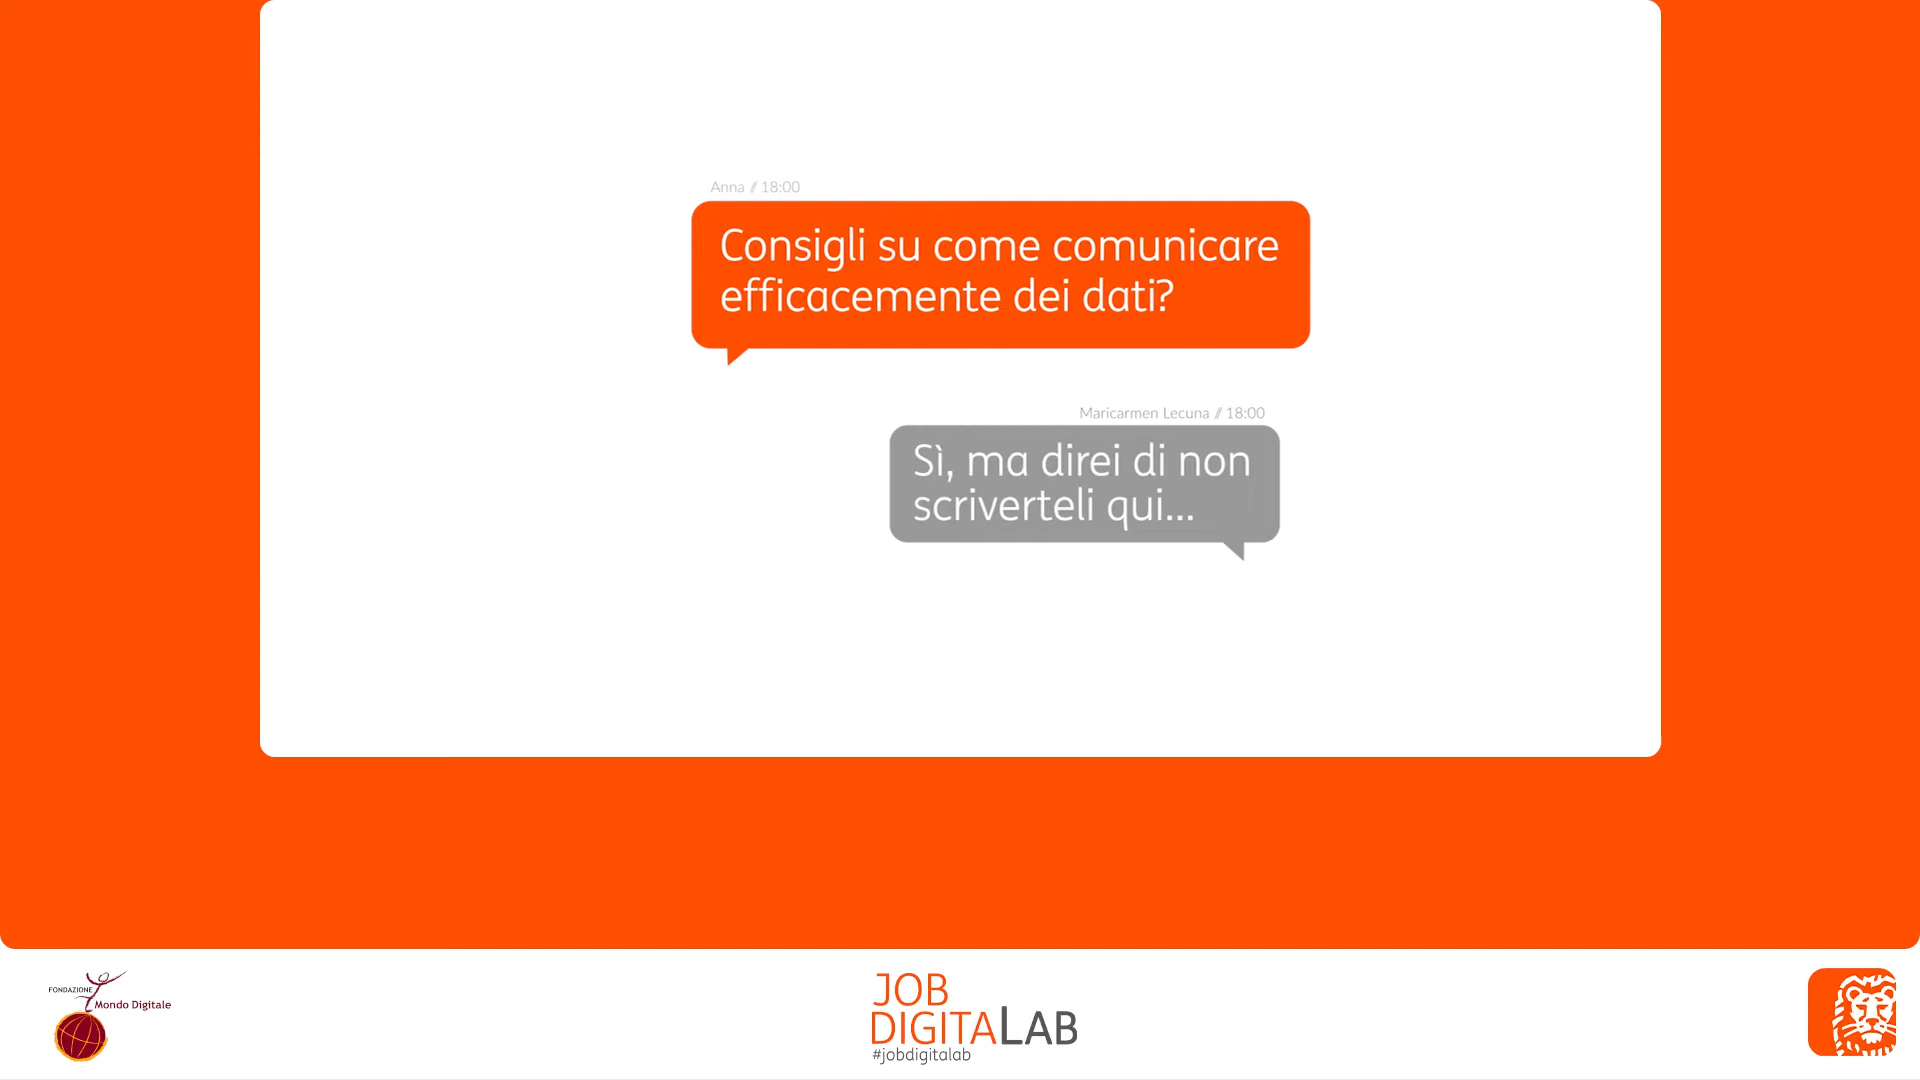 Anna // 18:00
Consigli su come comunicare
efficacemente dei dati?
Maricarmen Lecuna // 18:00
Sì, ma direi di non
scriverteli qui...
FONDAZIONE
Mondo Digitale
JOB
DIGITALAB
#jobdigitalab